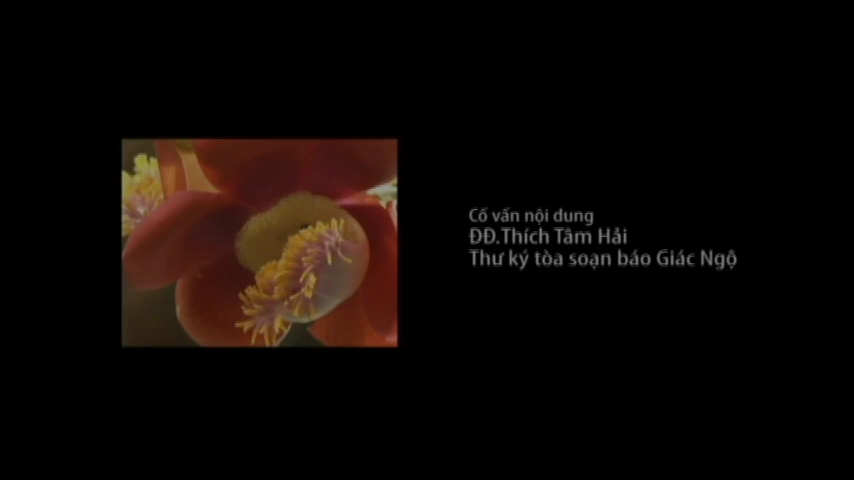 Cố vấn nội dung
ĐĐ.Thích Tâm Hải
Thư ký tòa soạn báo Giác Ngộ